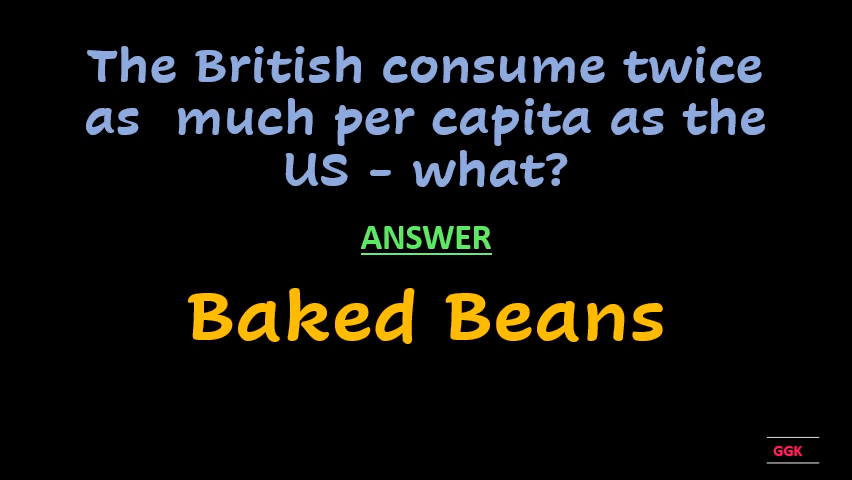 The British consume twice
as much per capita as the
US - what?
ANSWER
Baked Beans
GGK